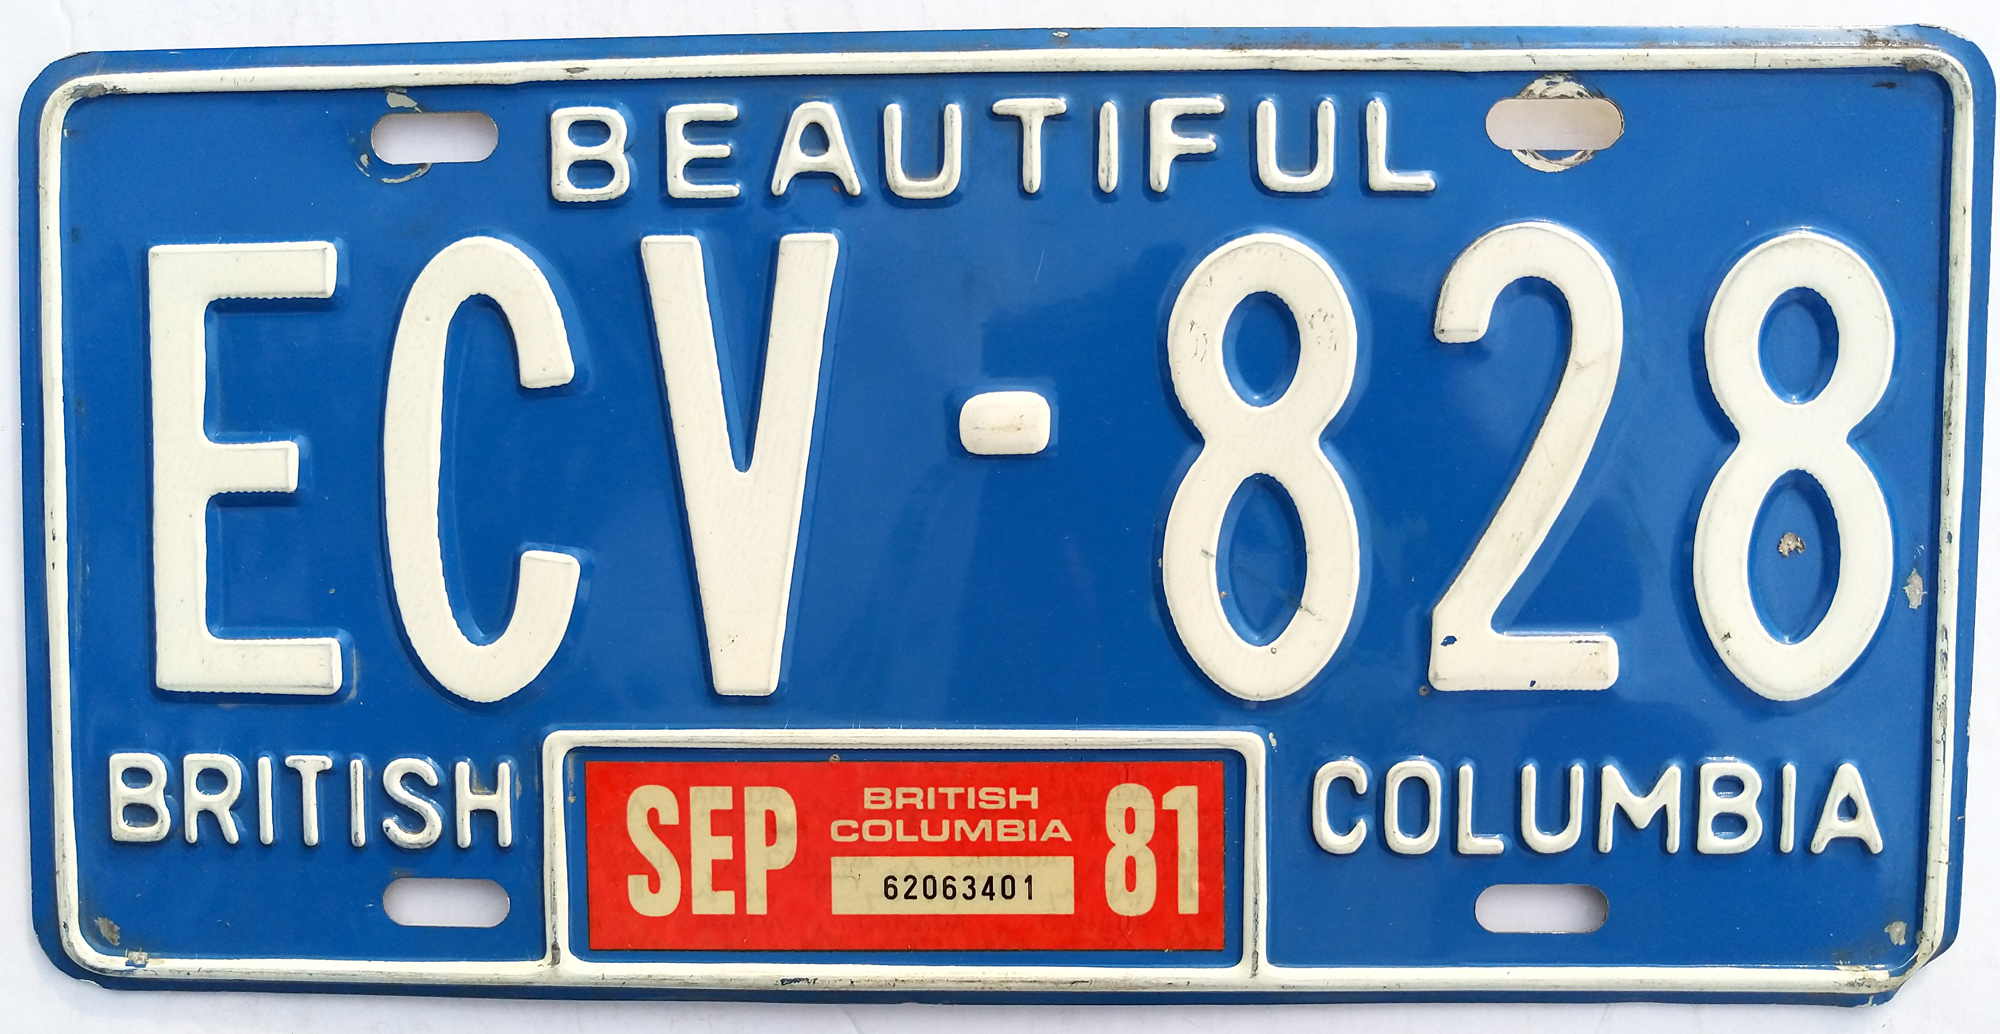 BEAUTIFUL
ECV-828
BRITISH COLUMBIA
SEP 81
BRITISH
COLUMBIA
62063401